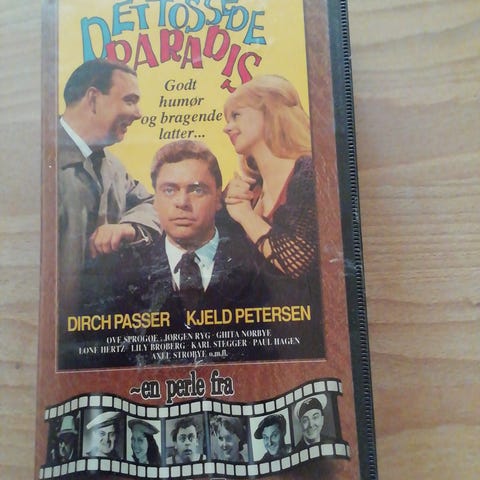 DET TOSSEDE
PARADIS
Godt
humør
og bragende
latter...
DIRCH PASSER KJELD PETERSEN
OVE SPROGØE · JØRGEN RYG · GHITA NØRBYE
LONE HERTZ · LILY BROBERG · KARL STEGGER · PAUL HAGEN
AXEL STRØBYE o.m.fl.
~en perle fra